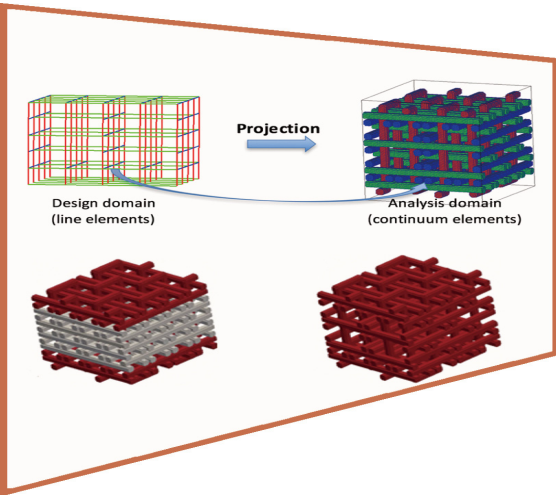 Projection
Design domain
(line elements)
Analysis domain
(continuum elements)